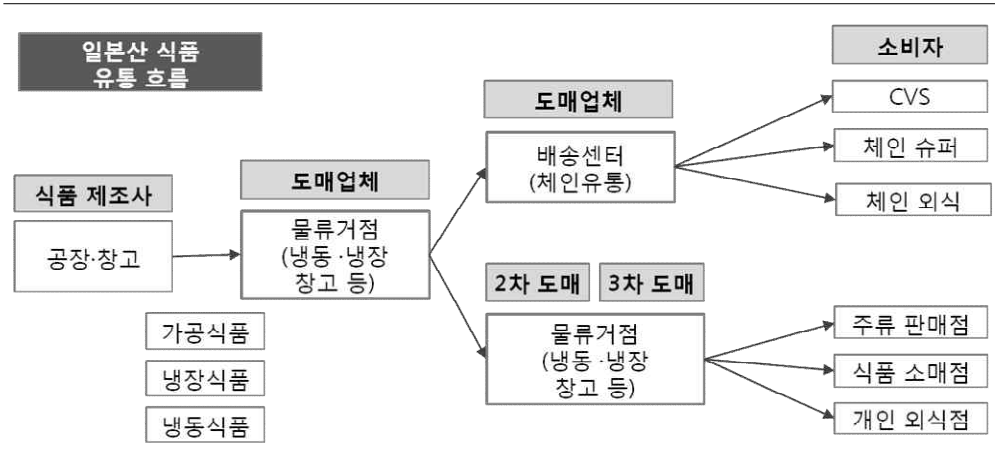 일본산 식품
유통 흐름
식품 제조사
공장·창고
가공식품
냉장식품
냉동식품
도매업체
물류거점
(냉동 ·냉장
창고 등)
도매업체
배송센터
(체인유통)
2차 도매
3차 도매
물류거점
(냉동 ·냉장
창고 등)
소비자
CVS
체인 슈퍼
체인 외식
주류 판매점
식품 소매점
개인 외식점